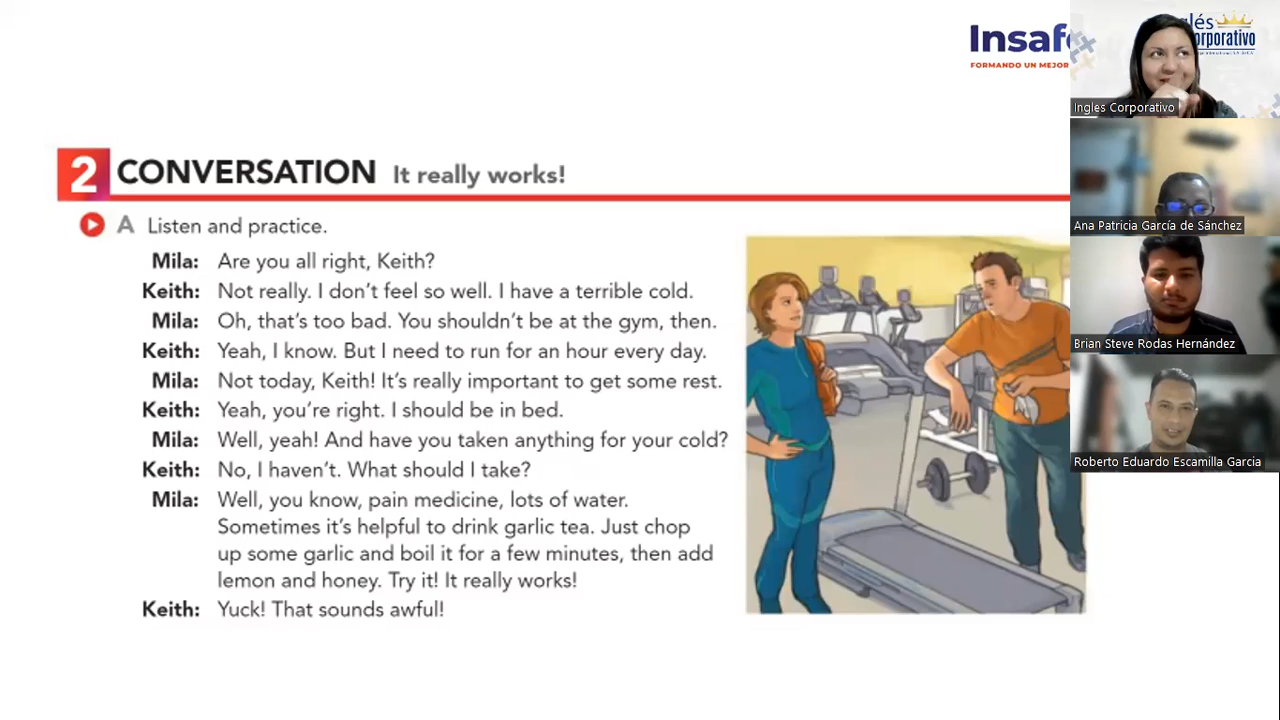 Insafo
FORMANDO UN MEJOR
glés
orporativo
Ingles Corporativo
Ana Patricia García de Sánchez
Brian Steve Rodas Hernández
Roberto Eduardo Escamilla Garcia
2 CONVERSATION It really works!
A Listen and practice.
Mila: Are you all right, Keith?
Keith: Not really. I don't feel so well. I have a terrible cold.
Mila: Oh, that's too bad. You shouldn't be at the gym, then.
Keith: Yeah, I know. But I need to run for an hour every day.
Mila: Not today, Keith! It's really important to get some rest.
Keith: Yeah, you're right. I should be in bed.
Mila: Well, yeah! And have you taken anything for your cold?
Keith: No, I haven't. What should I take?
Mila: Well, you know, pain medicine, lots of water.
Sometimes it's helpful to drink garlic tea. Just chop
up some garlic and boil it for a few minutes, then add
lemon and honey. Try it! It really works!
Keith: Yuck! That sounds awful!